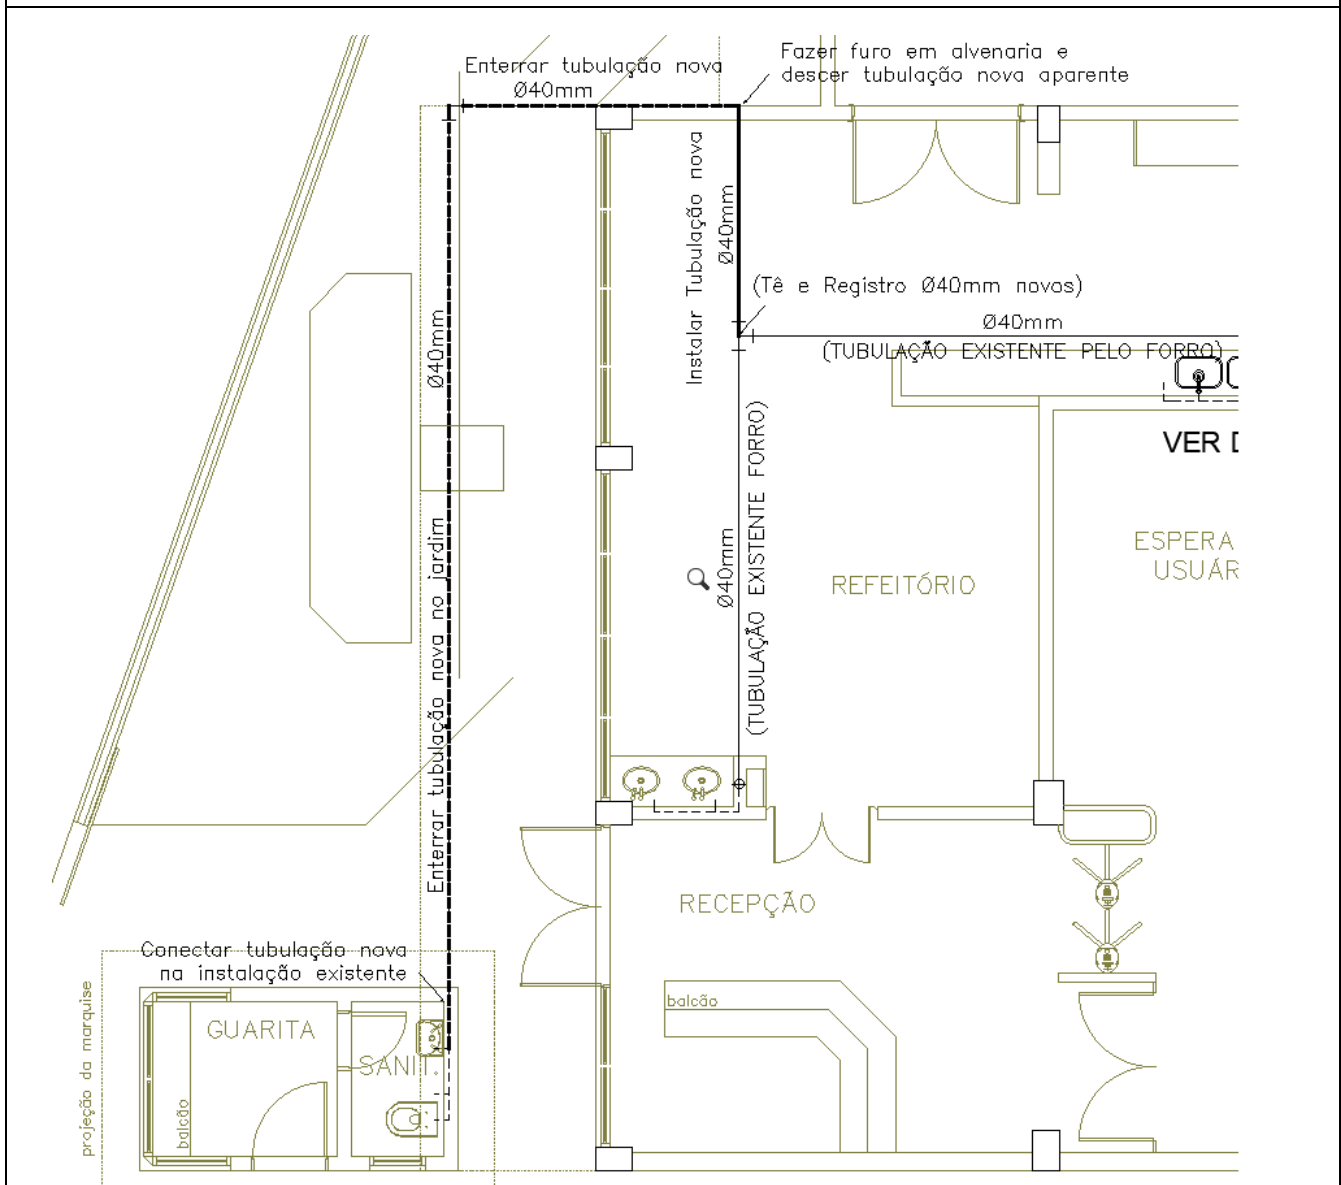 Enterrar tubulação nova
Ø40mm
Fazer furo em alvenaria e
descer tubulação nova aparente
Instalar Tubulação nova
Ø40mm
(Tê e Registro Ø40mm novos)
Ø40mm
(TUBULAÇÃO EXISTENTE PELO FORRO)
Ø40mm
Enterrar tubulação nova no jardim
Ø40mm
(TUBULAÇÃO EXISTENTE FORRO)
VER
REFEITÓRIO
ESPERA
USUÁR
RECEPÇÃO
balcão
Conectar tubulação nova
na instalação existente
GUARITA
SANIT.
balcão
projeção da marquise